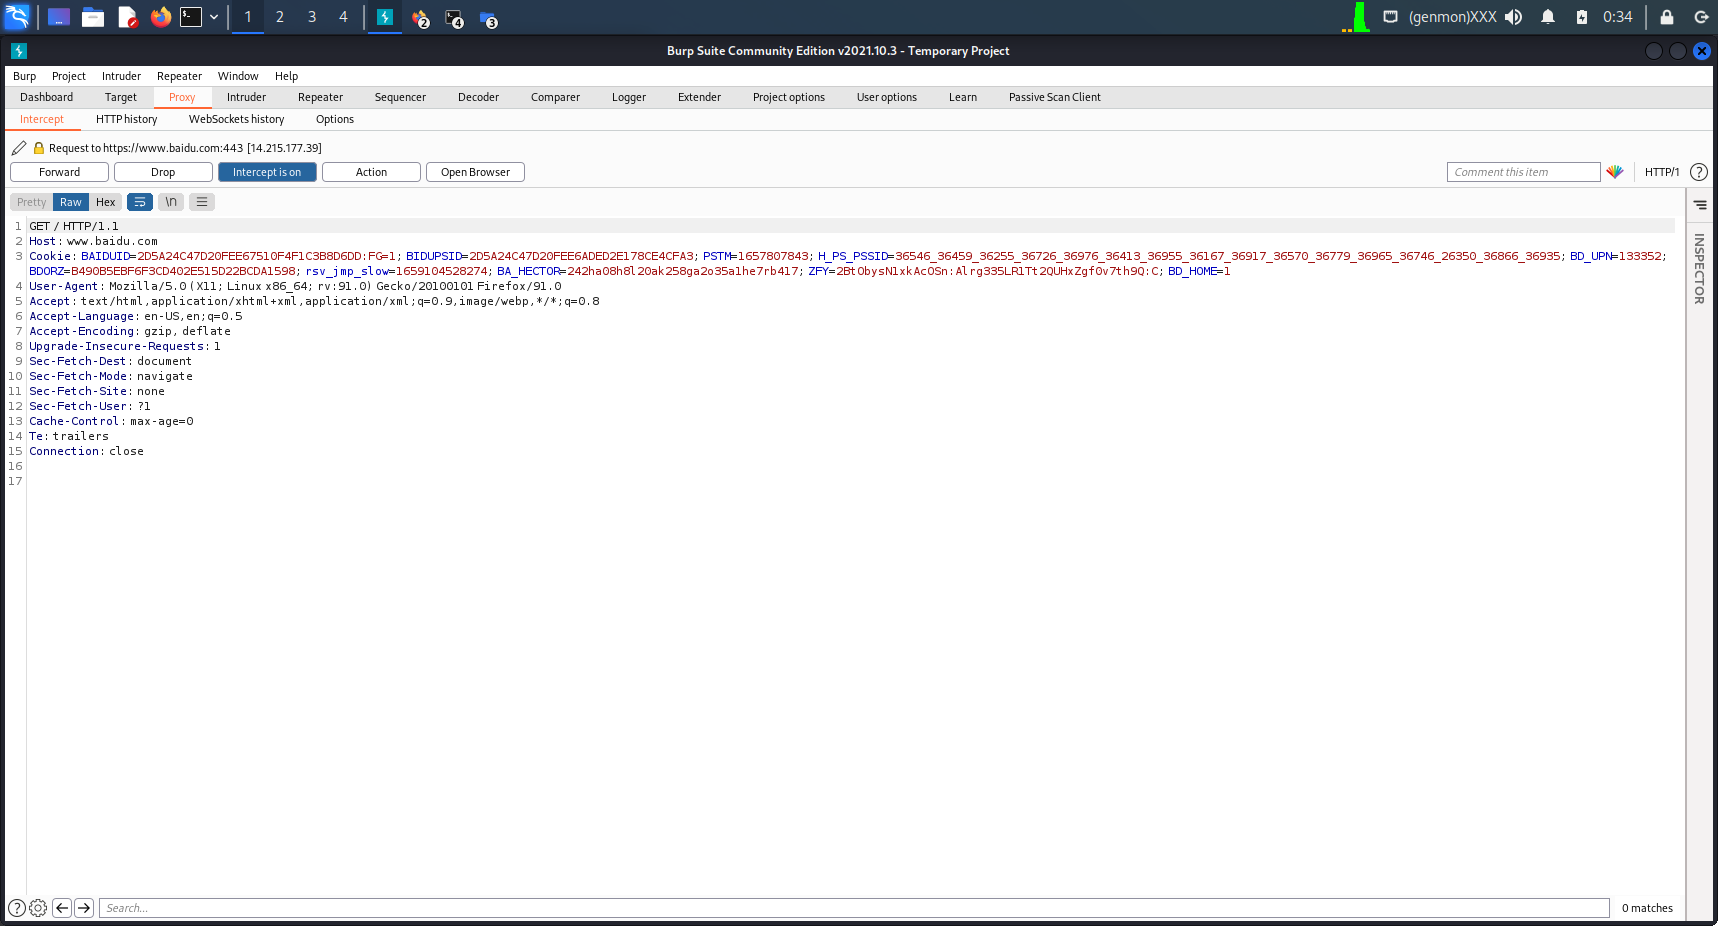 1 2 3 4 2 4 3 (genmon)XXX 0:34
Burp Suite Community Edition v2021.10.3 - Temporary Project
Burp Project Intruder Repeater Window Help
Dashboard Target Proxy Intruder Repeater Sequencer Decoder Comparer Logger Extender Project options User options Learn Passive Scan Client
Intercept HTTP history WebSockets history Options
Request to https://www.baidu.com:443 [14.215.177.39]
Forward Drop Intercept is on Action Open Browser Comment this item HTTP/1 ?
Pretty Raw Hex \n
INSPECTOR
1 GET / HTTP/1.1
2 Host: www.baidu.com
3 Cookie: BAIDUID=2D5A24C47D20FEE67510F4F1C3B8D6DD:FG=1; BIDUPSID=2D5A24C47D20FEE6ADED2E178CE4CFA3; PSTM=1657807843; H_PS_PSSID=36546_36459_36255_36726_36976_36413_36955_36167_36917_36570_36779_36965_36746_26350_36866_36935; BD_UPN=133352;
BDORZ=B490B5EBF6F3CD402E515D22BCDA1598; rsv_jmp_slow=1659104528274; BA_HECTOR=242ha08h8l20ak258ga2o35a1he7rb417; ZFY=2BtObysN1xkAcOSn:Alrg335LR1Tt2QUHxZgfOv7th9Q:C; BD_HOME=1
4 User-Agent: Mozilla/5.0 (X11; Linux x86_64; rv:91.0) Gecko/20100101 Firefox/91.0
5 Accept: text/html,application/xhtml+xml,application/xml;q=0.9,image/webp,*/*;q=0.8
6 Accept-Language: en-US,en;q=0.5
7 Accept-Encoding: gzip, deflate
8 Upgrade-Insecure-Requests: 1
9 Sec-Fetch-Dest: document
10 Sec-Fetch-Mode: navigate
11 Sec-Fetch-Site: none
12 Sec-Fetch-User: ?1
13 Cache-Control: max-age=0
14 Te: trailers
15 Connection: close
16
17
? Search... 0 matches